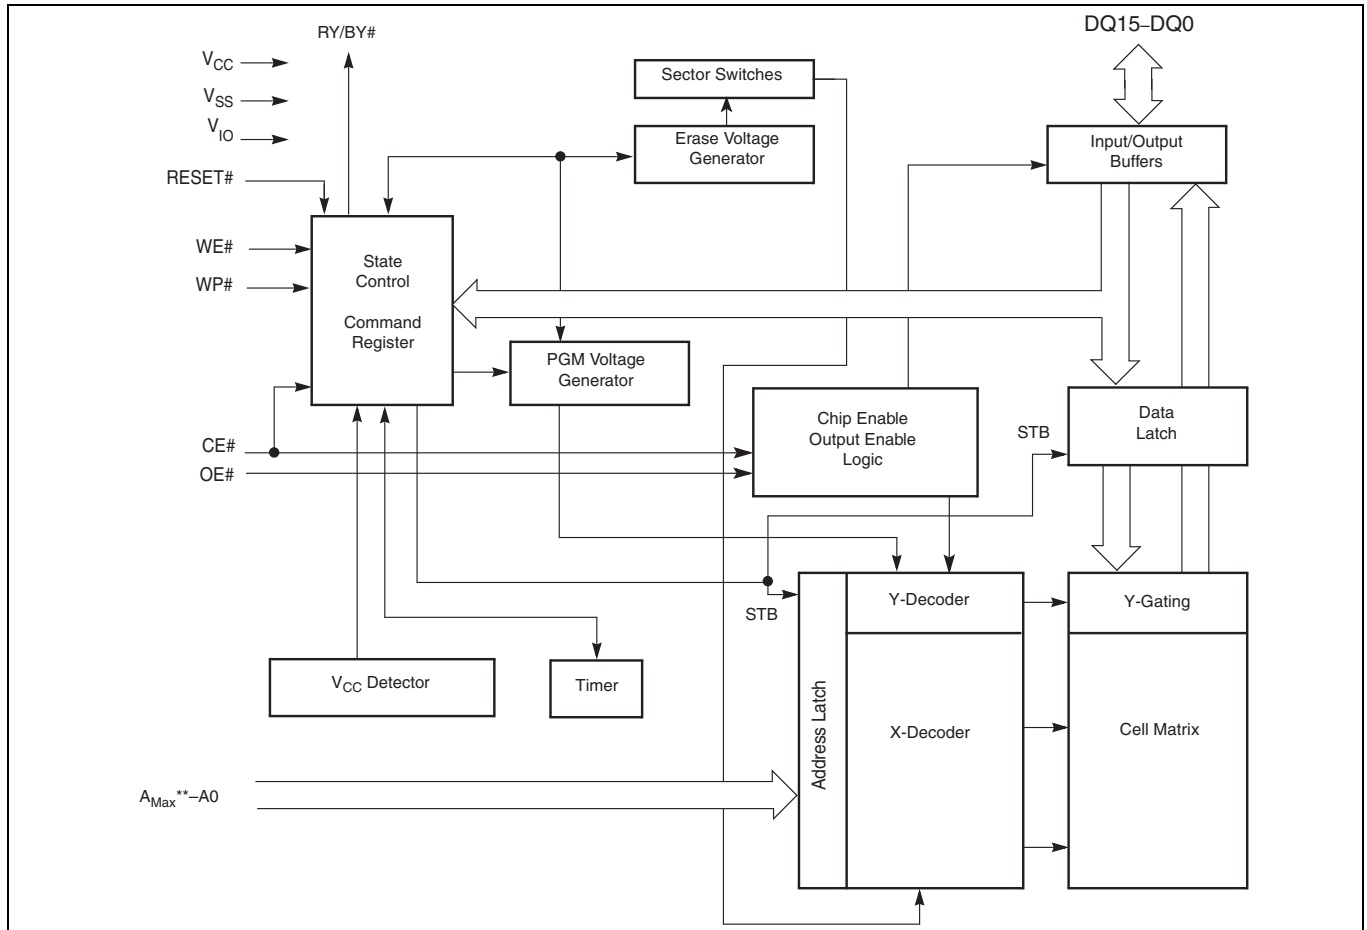 RY/BY#
DQ15–DQ0
VCC
VSS
VIO
RESET#
WE#
WP#
CE#
OE#
Sector Switches
Erase Voltage
Generator
Input/Output
Buffers
State
Control
Command
Register
PGM Voltage
Generator
Chip Enable
Output Enable
Logic
STB
Data
Latch
STB
Y-Decoder
Y-Gating
VCC Detector
Timer
Address Latch
X-Decoder
Cell Matrix
AMax**–A0